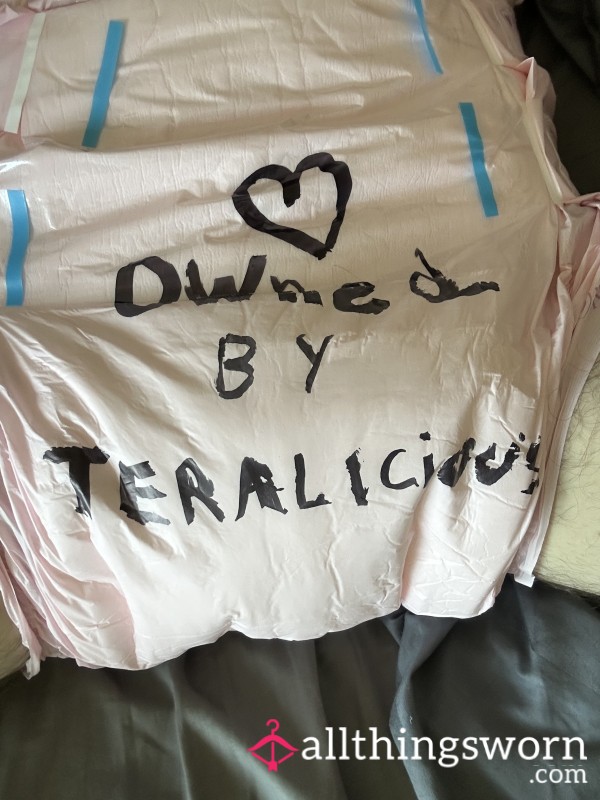 Owned
BY
TERALICious
allthingsworn
.com